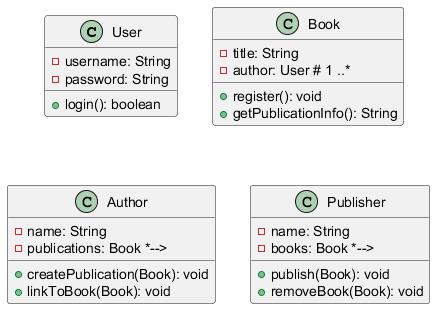 C User
username: String
password: String
login(): boolean
C Book
title: String
author: User # 1 ..*
register(): void
getPublicationInfo(): String
C Author
name: String
publications: Book *-->
createPublication(Book): void
linkToBook(Book): void
C Publisher
name: String
books: Book *-->
publish(Book): void
removeBook(Book): void